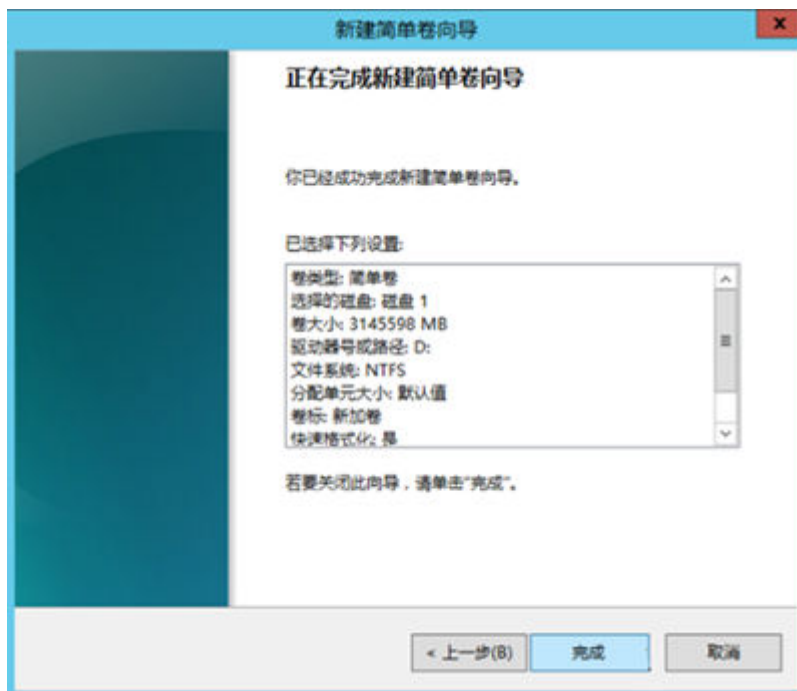 新建简单卷向导
x
正在完成新建简单卷向导
你已经成功完成新建简单卷向导。
已选择下列设置:
卷类型: 简单卷
选择的磁盘: 磁盘 1
卷大小: 3145598 MB
驱动器号或路径: D:
文件系统: NTFS
分配单元大小: 默认值
卷标: 新加卷
快速格式化: 是
若要关闭此向导，请单击"完成"。
< 上一步(B)
完成
取消